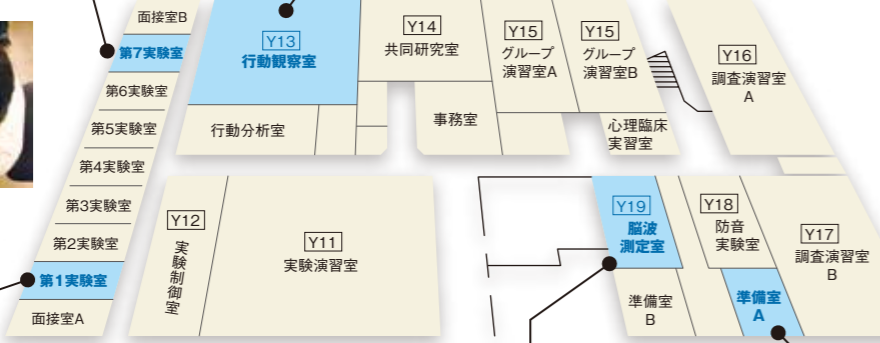 面接室B
第7実験室
第6実験室
第5実験室
第4実験室
第3実験室
第2実験室
第1実験室
面接室A
Y13
行動観察室
行動分析室
Y14
共同研究室
事務室
Y15
グループ
演習室A
Y15
グループ
演習室B
心理臨床
実習室
Y16
調査演習室
A
Y12
実験制御室
Y11
実験演習室
Y19
脳波
測定室
準備室
B
Y18
防音
実験室
準備室
A
Y17
調査演習室
B